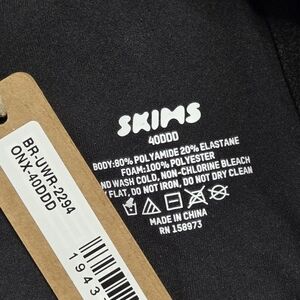 SKIMS
40DDD
BODY:80% POLYAMIDE 20% ELASTANE
FOAM:100% POLYESTER
WASH COLD, NON-CHLORINE BLEACH
FLAT, DO NOT IRON, DO NOT DRY
MADE IN CHINA
RN 158973
BR-UWR-2294
ONX-40DDD